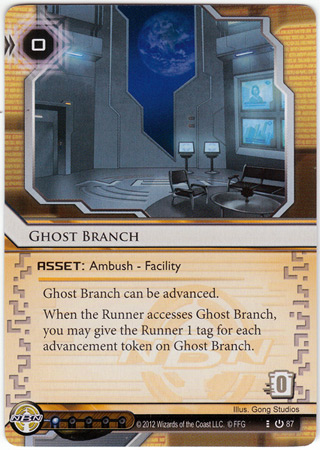 0
GHOST BRANCH
ASSET: Ambush - Facility
Ghost Branch can be advanced.
When the Runner accesses Ghost Branch,
you may give the Runner 1 tag for each
advancement token on Ghost Branch.
NBN
0
Illus. Gong Studios
NBN
© 2012 Wizards of the Coast LLC. © FFG
87